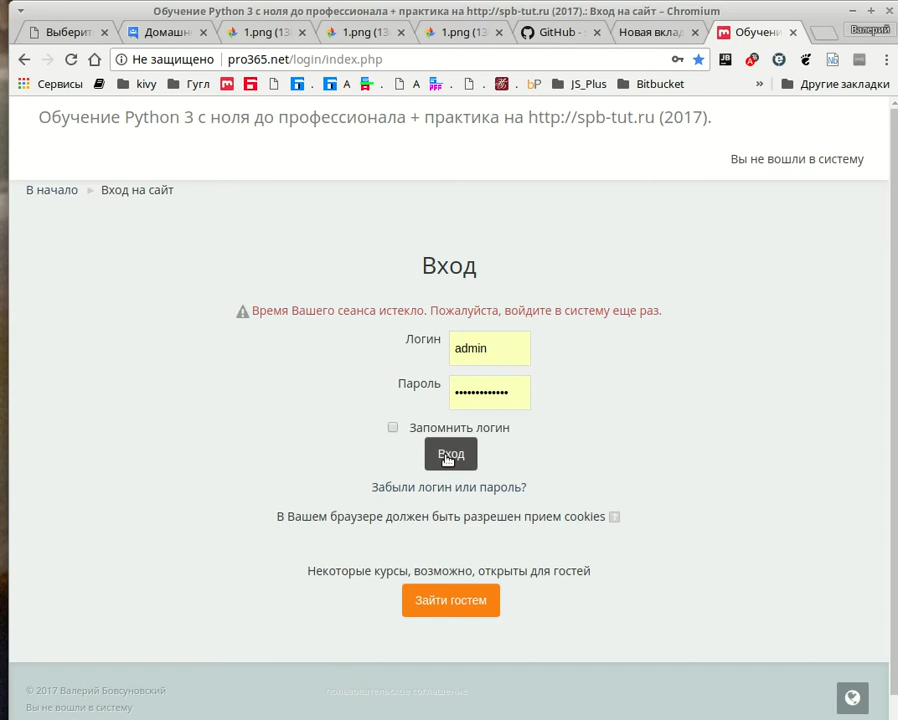 Обучение Python 3 с ноля до профессионала + практика на http://spb-tut.ru (2017).: Вход на сайт – Chromium
Выберит
Домашн
1.png (13
1.png (13
1.png (13
GitHub -
Новая вклад
Обучени
Валерий
Не защищено
pro365.net/login/index.php
Сервисы
kivy
Гугл
JS_Plus
Bitbucket
»
Другие закладки
Обучение Python 3 с ноля до профессионала + практика на http://spb-tut.ru (2017).
Вы не вошли в систему
В начало ► Вход на сайт
Вход
Время Вашего сеанса истекло. Пожалуйста, войдите в систему еще раз.
Логин
admin
Пароль
•••••••••••••
Запомнить логин
Вход
Забыли логин или пароль?
В Вашем браузере должен быть разрешен прием cookies
Некоторые курсы, возможно, открыты для гостей
Зайти гостем
© 2017 Валерий Бовсуновский
пользовательское соглашение
Вы не вошли в систему